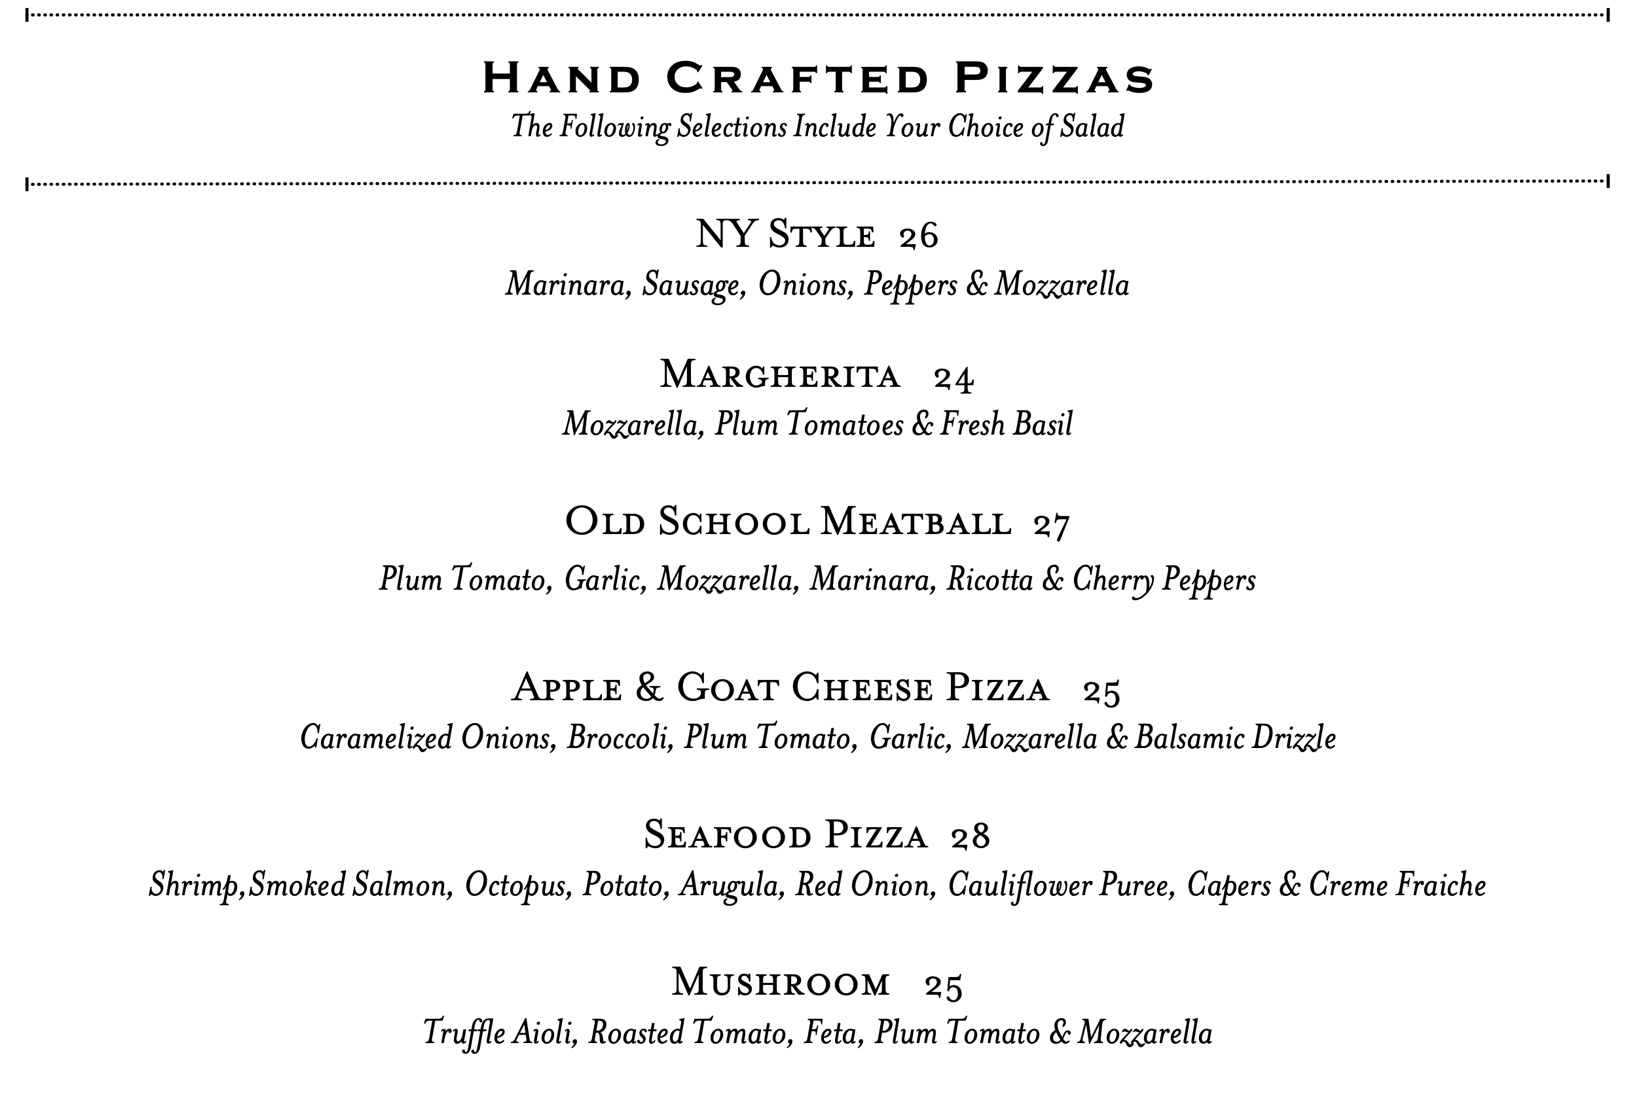 Hand Crafted Pizzas
The Following Selections Include Your Choice of Salad
NY Style 26
Marinara, Sausage, Onions, Peppers & Mozzarella
Margherita 24
Mozzarella, Plum Tomatoes & Fresh Basil
Old School Meatball 27
Plum Tomato, Garlic, Mozzarella, Marinara, Ricotta & Cherry Peppers
Apple & Goat Cheese Pizza 25
Caramelized Onions, Broccoli, Plum Tomato, Garlic, Mozzarella & Balsamic Drizzle
Seafood Pizza 28
Shrimp,Smoked Salmon, Octopus, Potato, Arugula, Red Onion, Cauliflower Puree, Capers & Creme Fraiche
Mushroom 25
Truffle Aioli, Roasted Tomato, Feta, Plum Tomato & Mozzarella